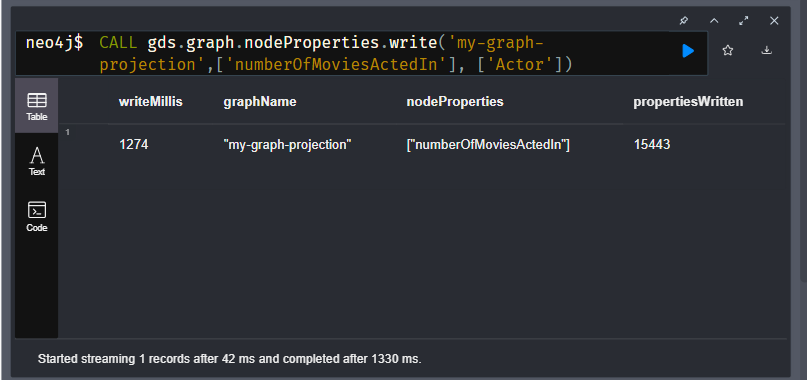 neo4j$ CALL gds.graph.nodeProperties.write('my-graph-
projection',['numberOfMoviesActedIn'], ['Actor'])
Table
Text
Code
writeMillis graphName nodeProperties propertiesWritten
1
1274 "my-graph-projection" ["numberOfMoviesActedIn"] 15443
Started streaming 1 records after 42 ms and completed after 1330 ms.